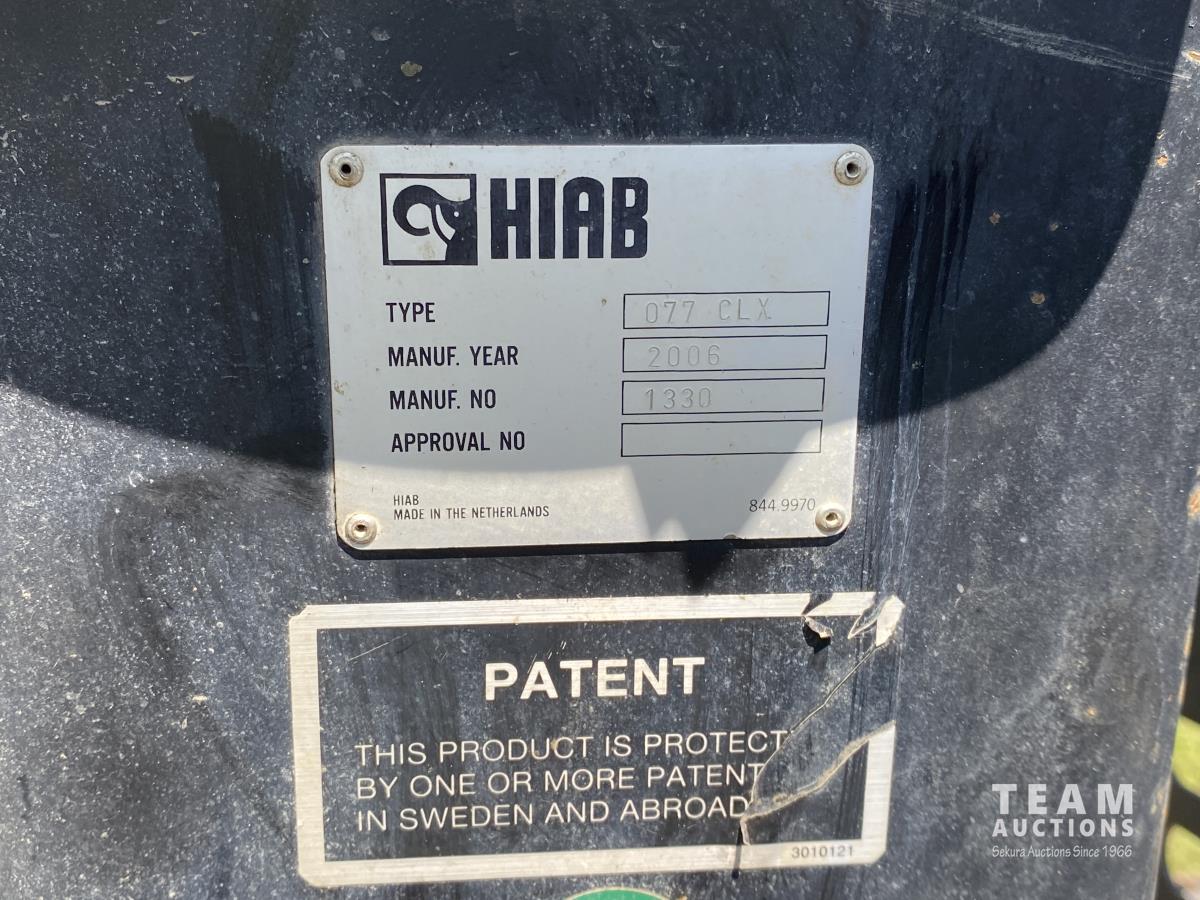 HIAB
TYPE 077 CLX
MANUF. YEAR 2006
MANUF. NO 1330
APPROVAL NO
HIAB
MADE IN THE NETHERLANDS
844.9970
PATENT
THIS PRODUCT IS PROTECT
BY ONE OR MORE PATENT
IN SWEDEN AND ABROAD
3010121
TEAM
AUCTIONS
Sekura Auctions Since 1966